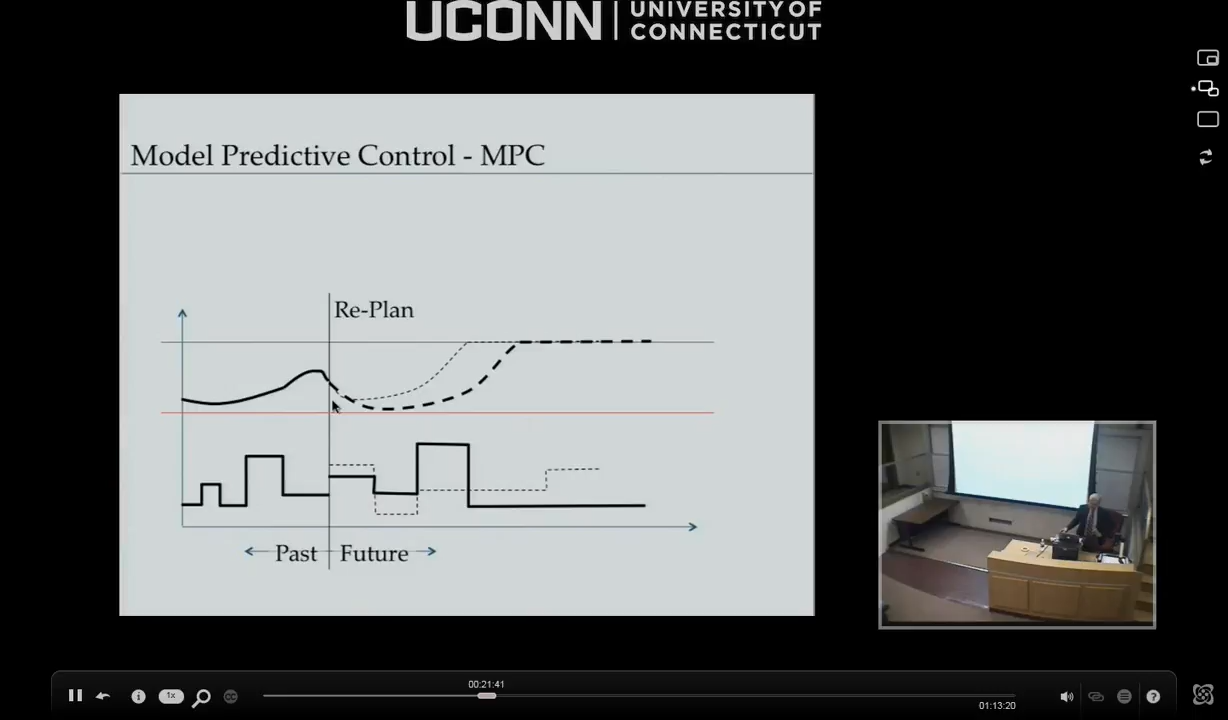 UCONN
UNIVERSITY OF
CONNECTICUT
Model Predictive Control - MPC
Re-Plan
Past
Future
00:21:41
1x
01:13:20